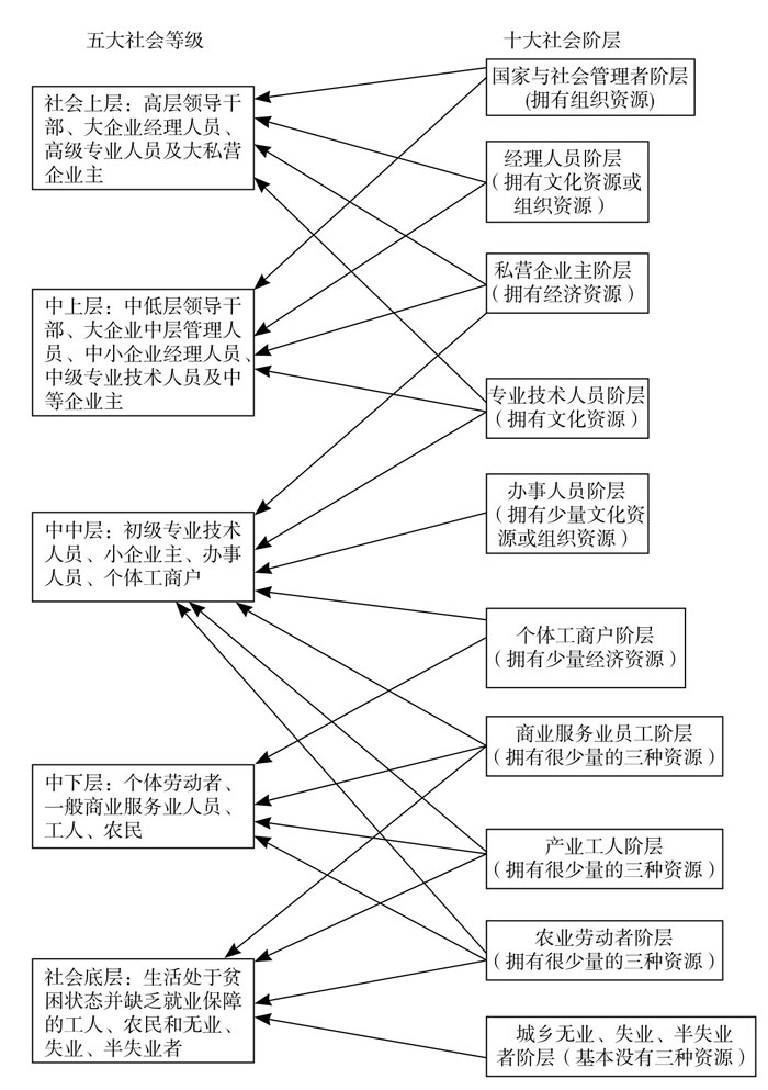 五大社会等级
十大社会阶层
社会上层：高层领导干
部、大企业经理人员、
高级专业人员及大私营
企业主
中上层：中低层领导干
部、大企业中层管理人
员、中小企业经理人员、
中级专业技术人员及中
等企业主
中中层：初级专业技术
人员、小企业主、办事
人员、个体工商户
中下层：个体劳动者、
一般商业服务业人员、
工人、农民
社会底层：生活处于贫
困状态并缺乏就业保障
的工人、农民和无业、
失业、半失业者
国家与社会管理者阶层
(拥有组织资源)
经理人员阶层
（拥有文化资源或
组织资源）
私营企业主阶层
（拥有经济资源）
专业技术人员阶层
（拥有文化资源）
办事人员阶层
（拥有少量文化资
源或组织资源）
个体工商户阶层
（拥有少量经济资源）
商业服务业员工阶层
（拥有很少量的三种资源）
产业工人阶层
（拥有很少量的三种资源）
农业劳动者阶层
（拥有很少量的三种资源）
城乡无业、失业、半失业
者阶层（基本没有三种资源）